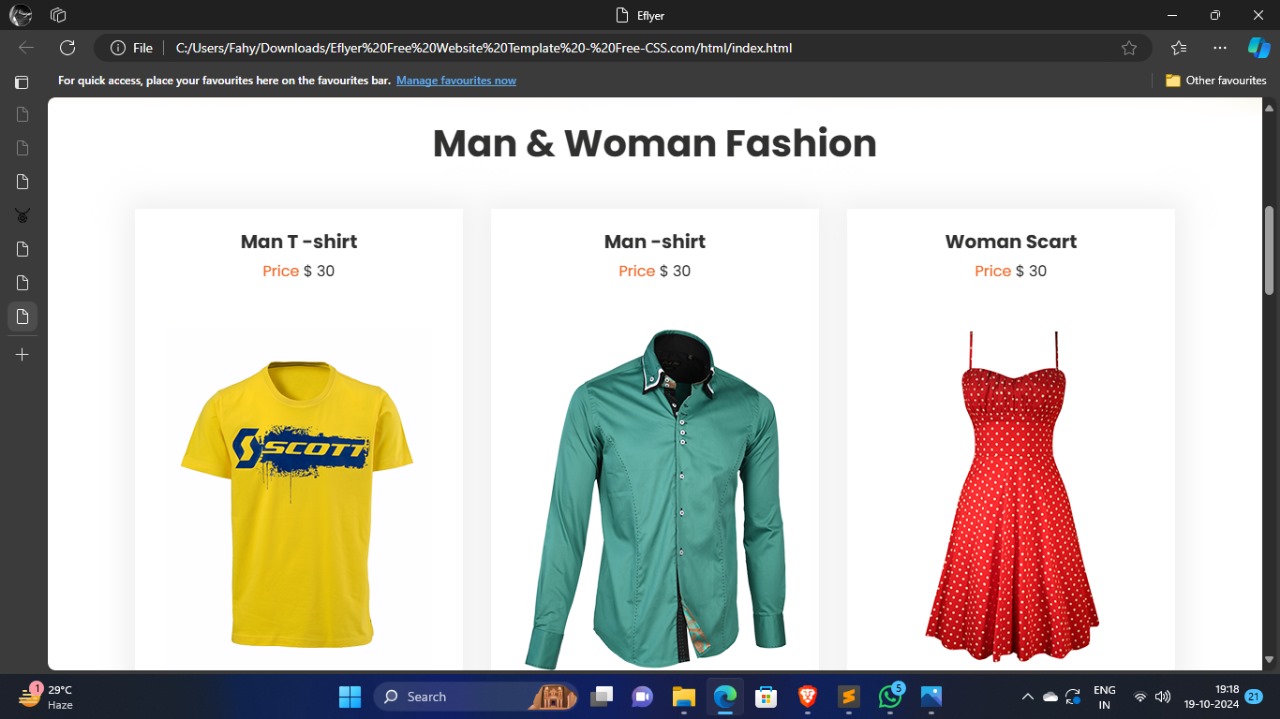 Eflyer
File
C:/Users/Fahy/Downloads/Eflyer%20Free%20Website%20Template%20-%20Free-CSS.com/html/index.html
For quick access, place your favourites here on the favourites bar. Manage favourites now
Other favourites
Man & Woman Fashion
Man T -shirt
Price $ 30
Man -shirt
Price $ 30
Woman Scart
Price $ 30
S SCOTT
1
29°C
Haze
Search
5
ENG
IN
19:18
19-10-2024
21